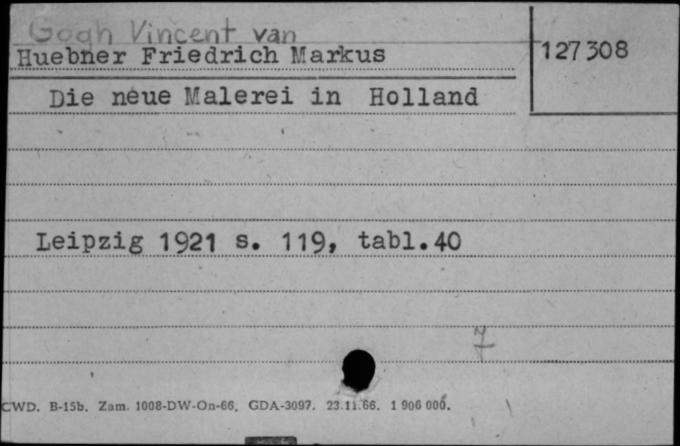 Gogh Vincent van
Huebner Friedrich Markus
127308
Die neue Malerei in Holland
Leipzig 1921 s. 119, tabl.40
CWD. B-15b. Zam. 1008-DW-On-66. GDA-3097. 23.11.66. 1 906 000.